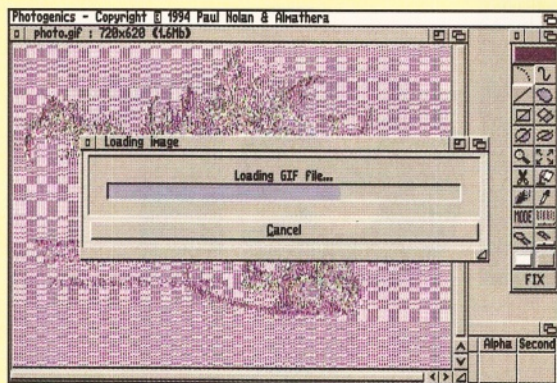 Photogenics - Copyright © 1994 Paul Nolan & Almathera
photo.gif : 720x620 (1.6Mb)
Loading image
Loading GIF file...
Cancel
MODE
FIX
Alpha Second